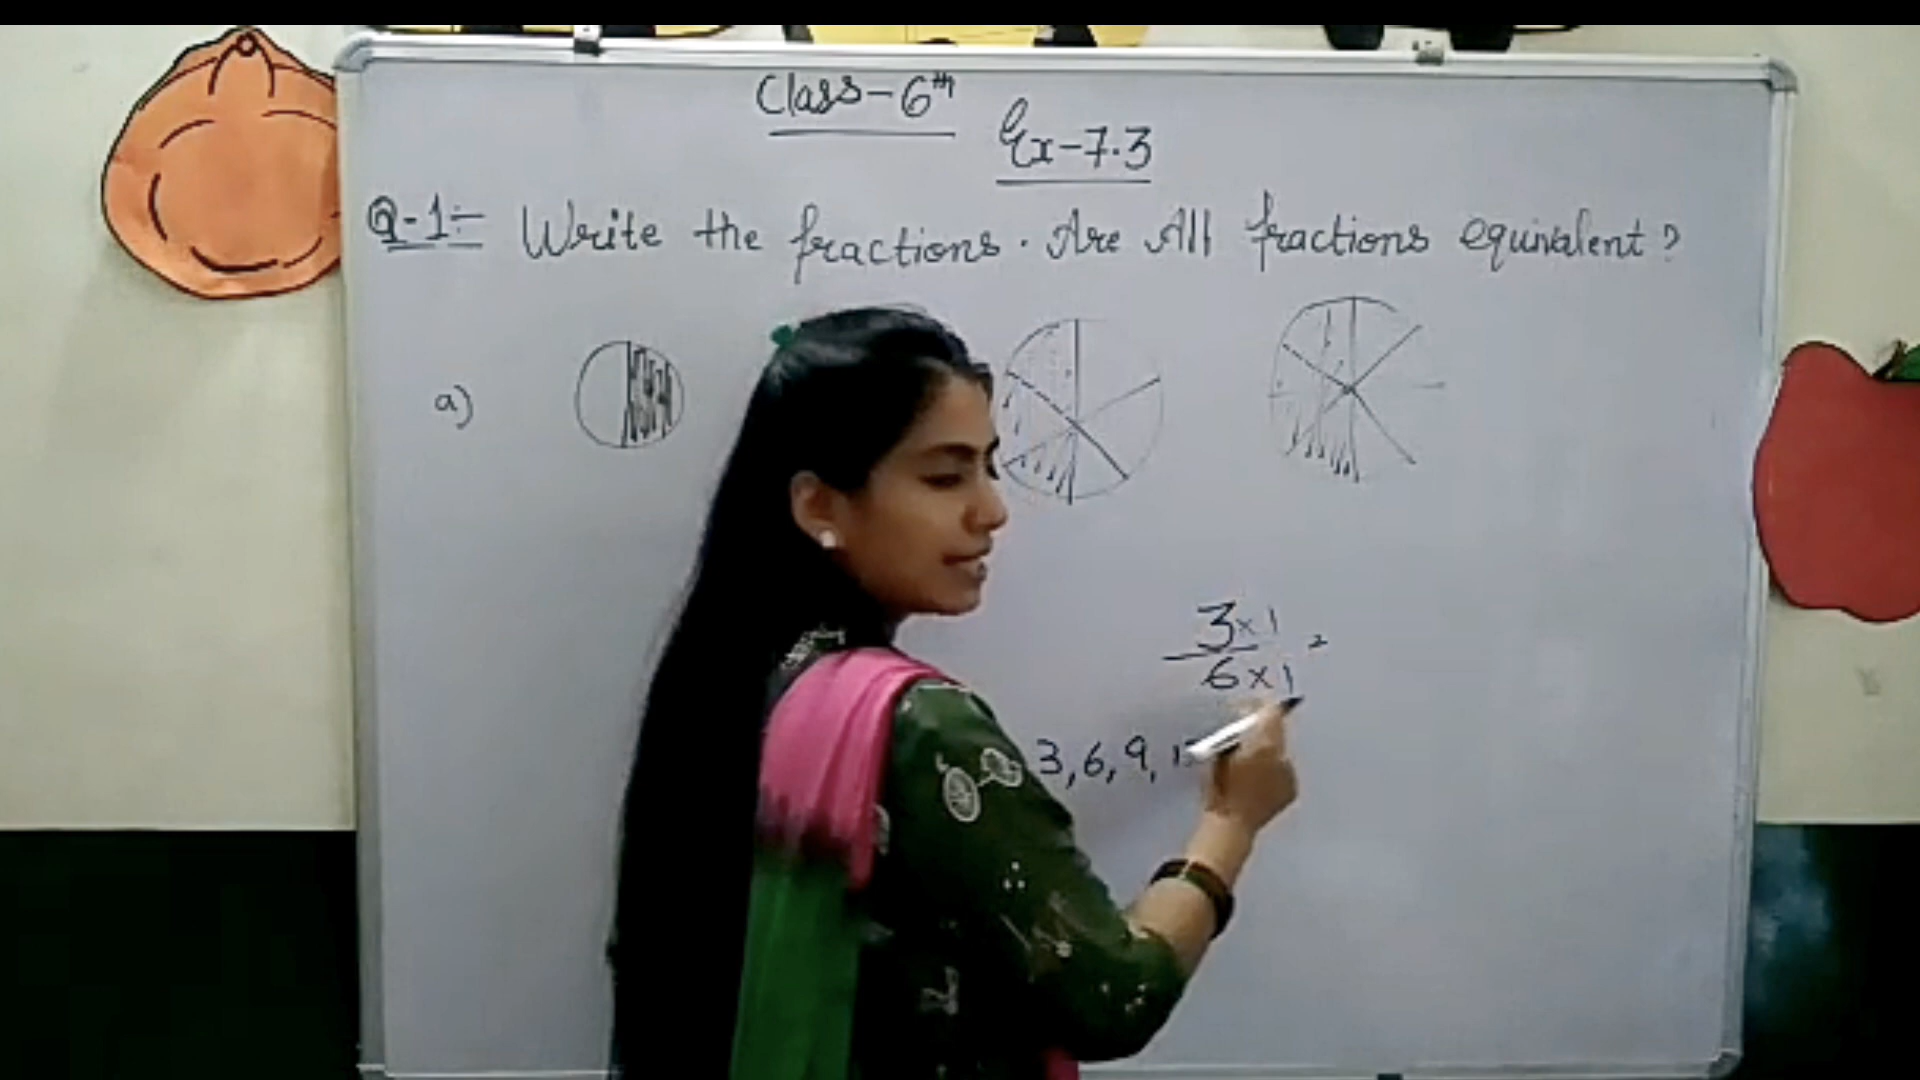 Class-6th
Ex-7.3
Q-1:- Write the fractions. Are All fractions equivalent?
a)
3×1 =
6×1
3, 6, 9,